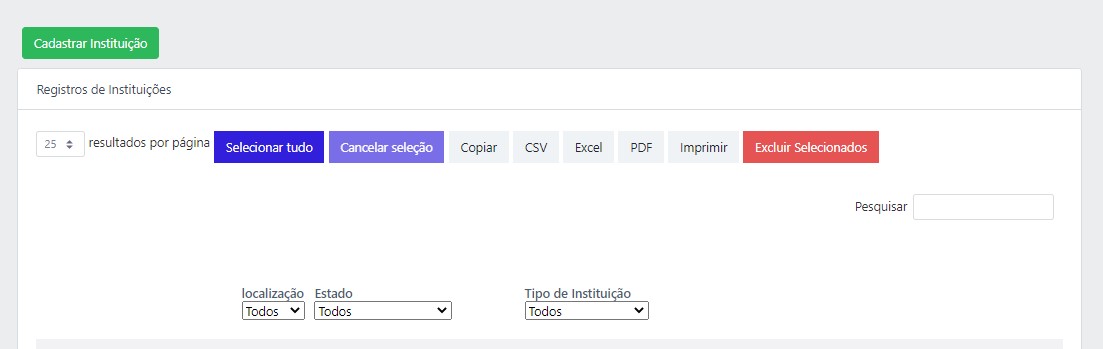 Cadastrar Instituição
Registros de Instituições
25 resultados por página Selecionar tudo Cancelar seleção Copiar CSV Excel PDF Imprimir Excluir Selecionados
Pesquisar
localização Estado Tipo de Instituição
Todos Todos Todos